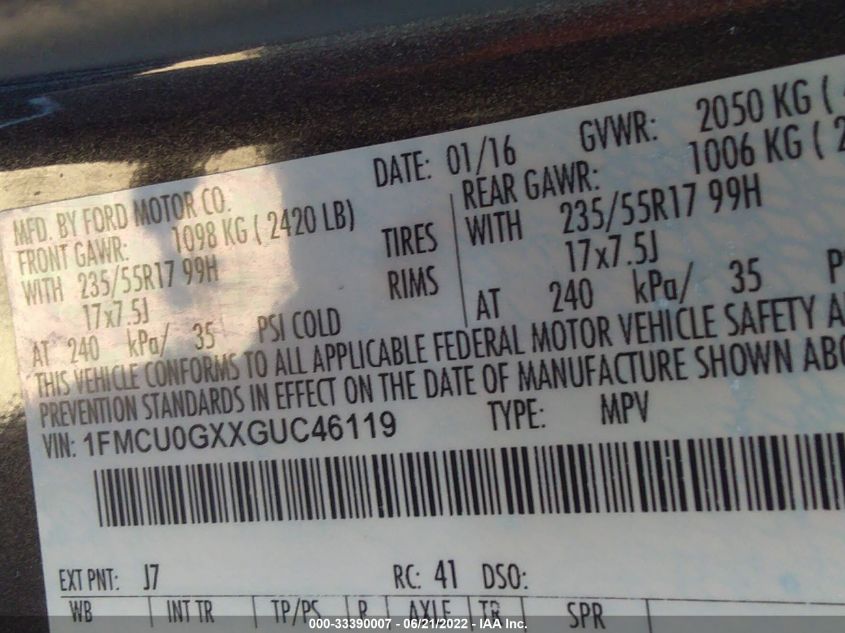 MFD. BY FORD MOTOR CO. DATE: 01/16 GVWR: 2050 KG (
FRONT GAWR: 1098 KG ( 2420 LB) REAR GAWR: 1006 KG ( 2
WITH 235/55R17 99H TIRES WITH 235/55R17 99H
17x7.5J RIMS 17x7.5J
AT 240 kPa/ 35 PSI COLD AT 240 kPa/ 35 P
THIS VEHICLE CONFORMS TO ALL APPLICABLE FEDERAL MOTOR VEHICLE SAFETY A
PREVENTION STANDARDS IN EFFECT ON THE DATE OF MANUFACTURE SHOWN ABO
VIN: 1FMCU0GXXGUC46119 TYPE: MPV
EXT PNT: J7 RC: 41 DSO:
WB INT TR TP/PS R AXLE TR SPR
000-33390007 - 06/21/2022 - IAA Inc.